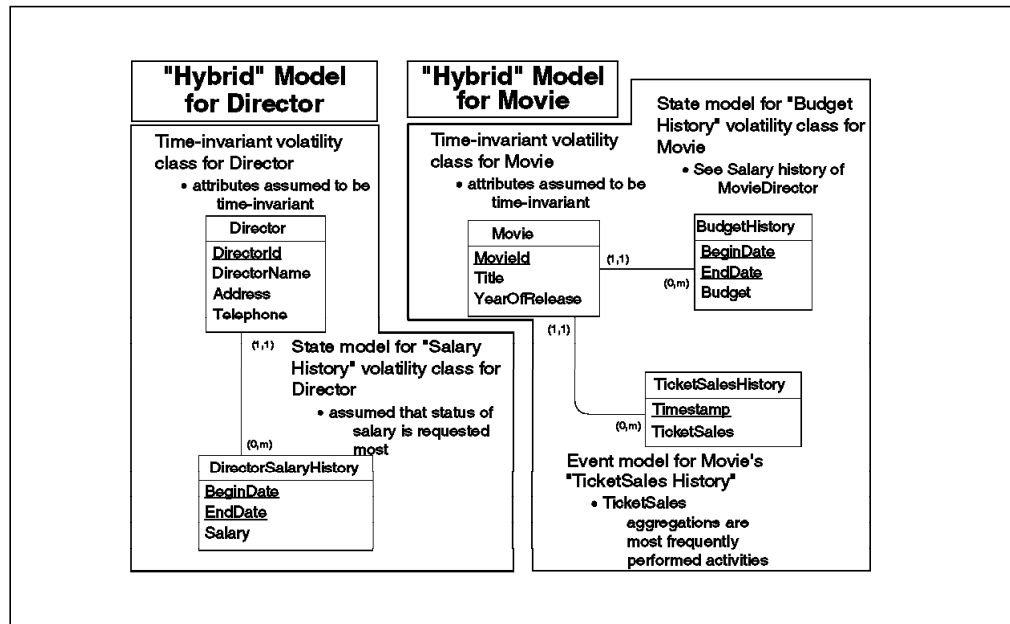 "Hybrid" Model
for Director
Time-invariant volatility
class for Director
• attributes assumed to be
time-invariant
Director
DirectorId
DirectorName
Address
Telephone
(1,1)
State model for "Salary
History" volatility class for
Director
• assumed that status of
salary is requested
most
(0,m)
DirectorSalaryHistory
BeginDate
EndDate
Salary
"Hybrid" Model
for Movie
Time-invariant volatility
class for Movie
• attributes assumed to be
time-invariant
Movie
MovieId
Title
YearOfRelease
(1,1)
(0,m)
(1,1)
State model for "Budget
History" volatility class for
Movie
• See Salary history of
MovieDirector
BudgetHistory
BeginDate
EndDate
Budget
TicketSalesHistory
Timestamp
TicketSales
(0,m)
Event model for Movie's
"TicketSales History"
• TicketSales
aggregations are
most frequently
performed activities